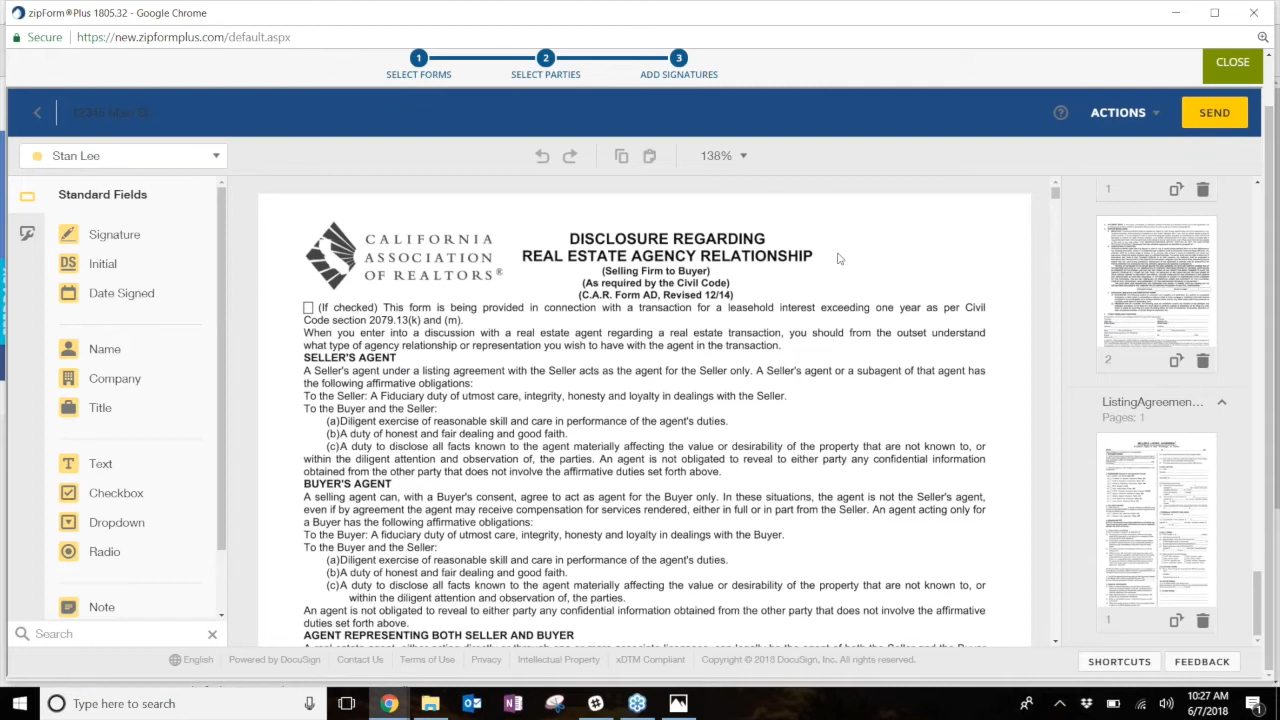 zipForm®Plus 1805.32 - Google Chrome
Secure https://new.zipformplus.com/default.aspx
1 2 3
SELECT FORMS SELECT PARTIES ADD SIGNATURES
CLOSE
12345 Main St
ACTIONS
SEND
Stan Lee
138%
Standard Fields
Signature
DS Initial
Date Signed
Name
Company
Title
T Text
Checkbox
Dropdown
Radio
Note
Search
CALIFORNIA
ASSOCIATION
OF REALTORS®
DISCLOSURE REGARDING
REAL ESTATE AGENCY RELATIONSHIP
(Selling Firm to Buyer)
(As required by the Civil Code)
(C.A.R. Form AD, Revised 12/14)
(If checked) This form is being provided in connection with a transaction for a leasehold interest exceeding one year as per Civil
Code section 2079.13(k) and (m).
When you enter into a discussion with a real estate agent regarding a real estate transaction, you should from the outset understand
what type of agency relationship or representation you wish to have with the agent in the transaction.
SELLER'S AGENT
A Seller's agent under a listing agreement with the Seller acts as the agent for the Seller only. A Seller's agent or a subagent of that agent has
the following affirmative obligations:
To the Seller: A Fiduciary duty of utmost care, integrity, honesty and loyalty in dealings with the Seller.
To the Buyer and the Seller:
(a)Diligent exercise of reasonable skill and care in performance of the agent's duties.
(b)A duty of honest and fair dealing and good faith.
(c)A duty to disclose all facts known to the agent materially affecting the value or desirability of the property that are not known to, or
within the diligent attention and observation of, the parties. An agent is not obligated to reveal to either party any confidential information
obtained from the other party that does not involve the affirmative duties set forth above.
BUYER'S AGENT
A selling agent can, with a Buyer's consent, agree to act as agent for the Buyer only. In these situations, the agent is not the Seller's agent,
even if by agreement the agent may receive compensation for services rendered, either in full or in part from the Seller. An agent acting only for
a Buyer has the following affirmative obligations:
To the Buyer: A fiduciary duty of utmost care, integrity, honesty and loyalty in dealings with the Buyer.
To the Buyer and the Seller:
(a)Diligent exercise of reasonable skill and care in performance of the agent's duties.
(b)A duty of honest and fair dealing and good faith.
(c)A duty to disclose all facts known to the agent materially affecting the value or desirability of the property that are not known to, or
within the diligent attention and observation of, the parties.
An agent is not obligated to reveal to either party any confidential information obtained from the other party that does not involve the affirmative
duties set forth above.
AGENT REPRESENTING BOTH SELLER AND BUYER
1
2
ListingAgreemen...
Pages: 1
1
English Powered by DocuSign Contact Us Terms of Use Privacy Intellectual Property xDTM Compliant Copyright © 2018 DocuSign, Inc. All rights reserved.
SHORTCUTS FEEDBACK
Type here to search
10:27 AM
6/7/2018
1